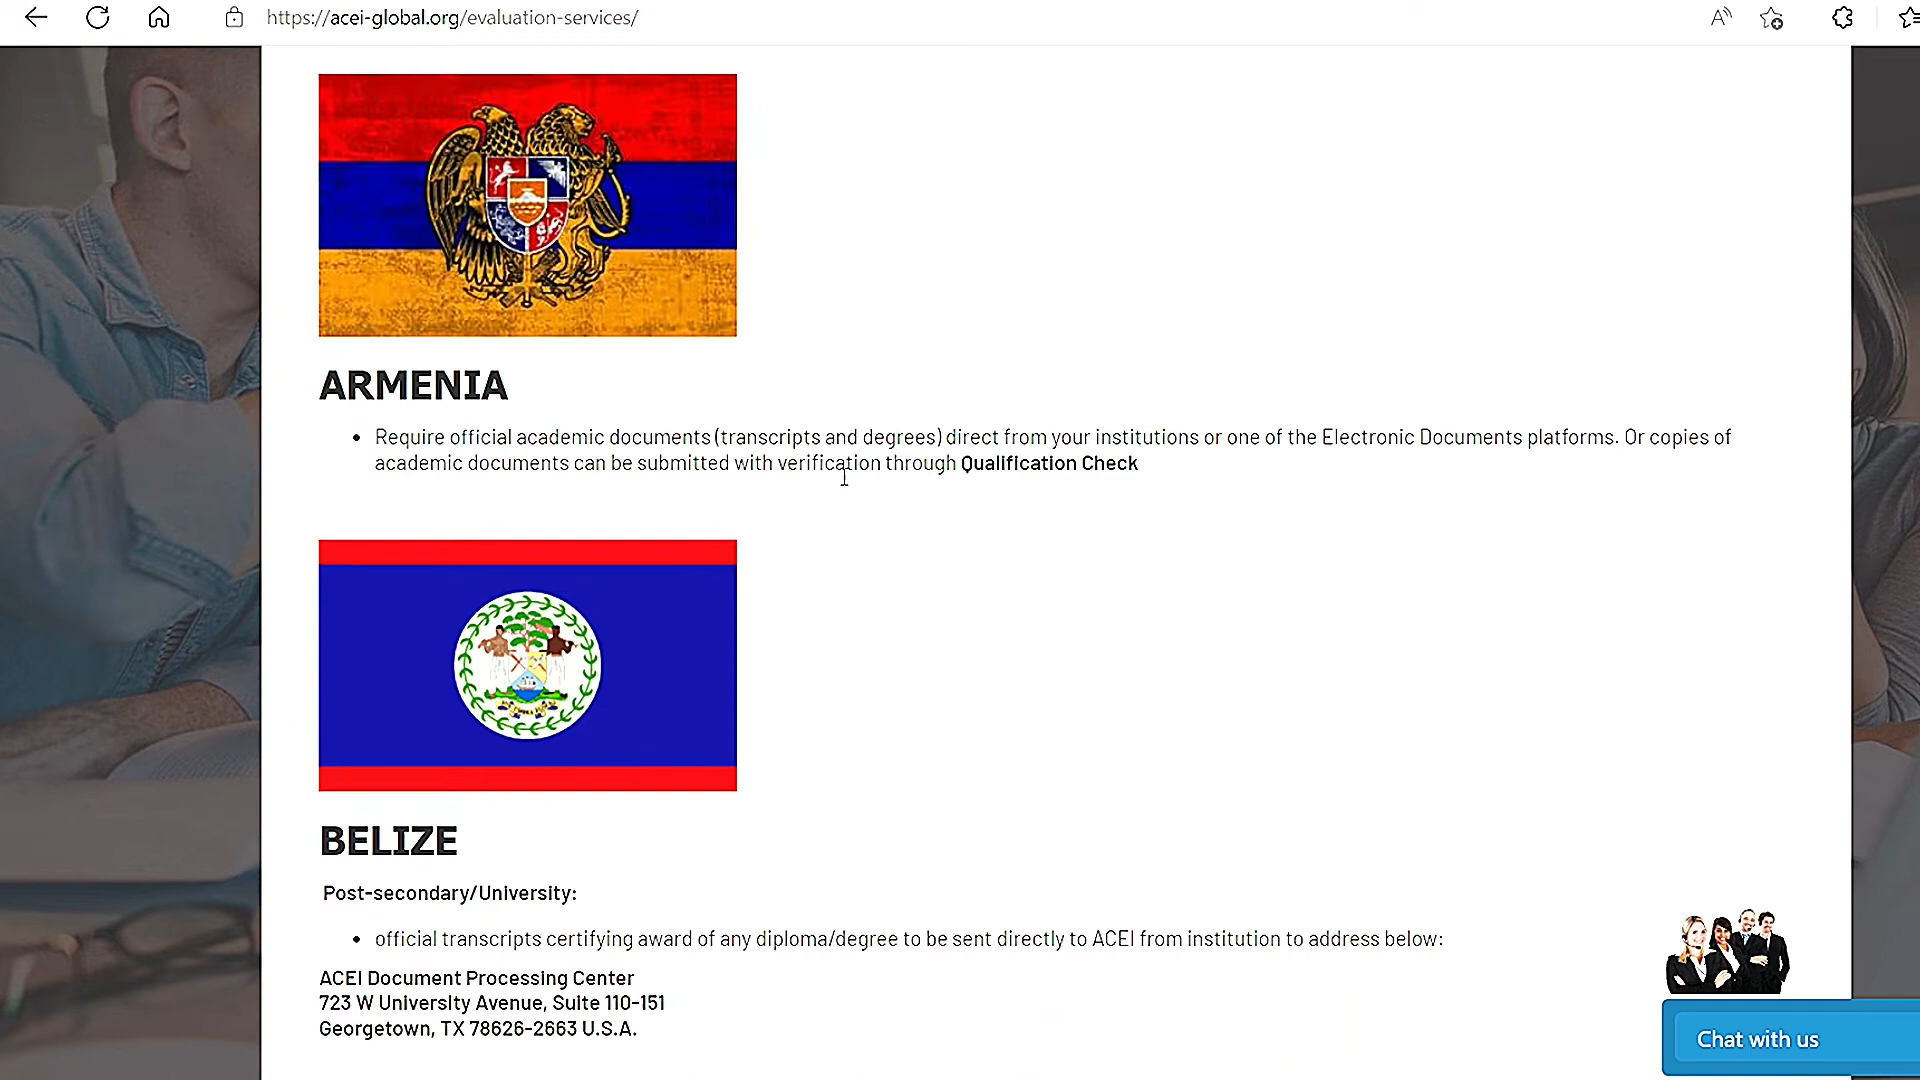 https://acei-global.org/evaluation-services/
ARMENIA
• Require official academic documents (transcripts and degrees) direct from your institutions or one of the Electronic Documents platforms. Or copies of
academic documents can be submitted with verification through Qualification Check
BELIZE
Post-secondary/University:
• official transcripts certifying award of any diploma/degree to be sent directly to ACEI from institution to address below:
ACEI Document Processing Center
723 W University Avenue, Suite 110-151
Georgetown, TX 78626-2663 U.S.A.
Chat with us